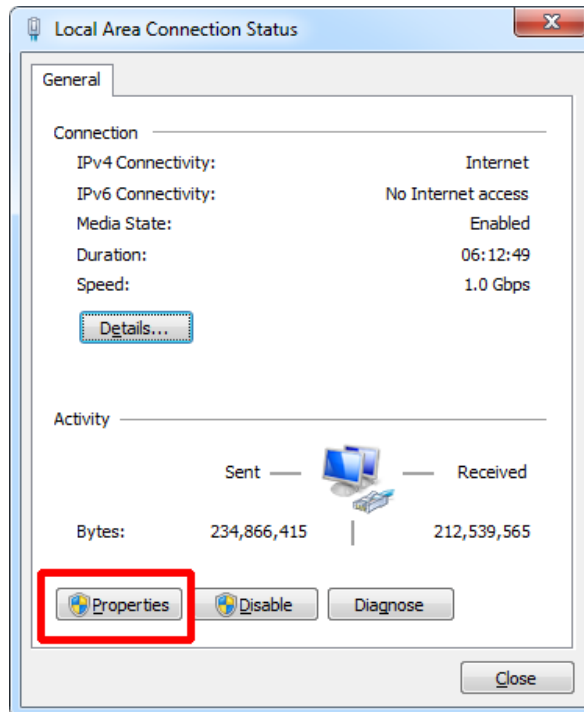 Local Area Connection Status
General
Connection
IPv4 Connectivity: Internet
IPv6 Connectivity: No Internet access
Media State: Enabled
Duration: 06:12:49
Speed: 1.0 Gbps
Details...
Activity
Sent Received
Bytes: 234,866,415 212,539,565
Properties Disable Diagnose
Close